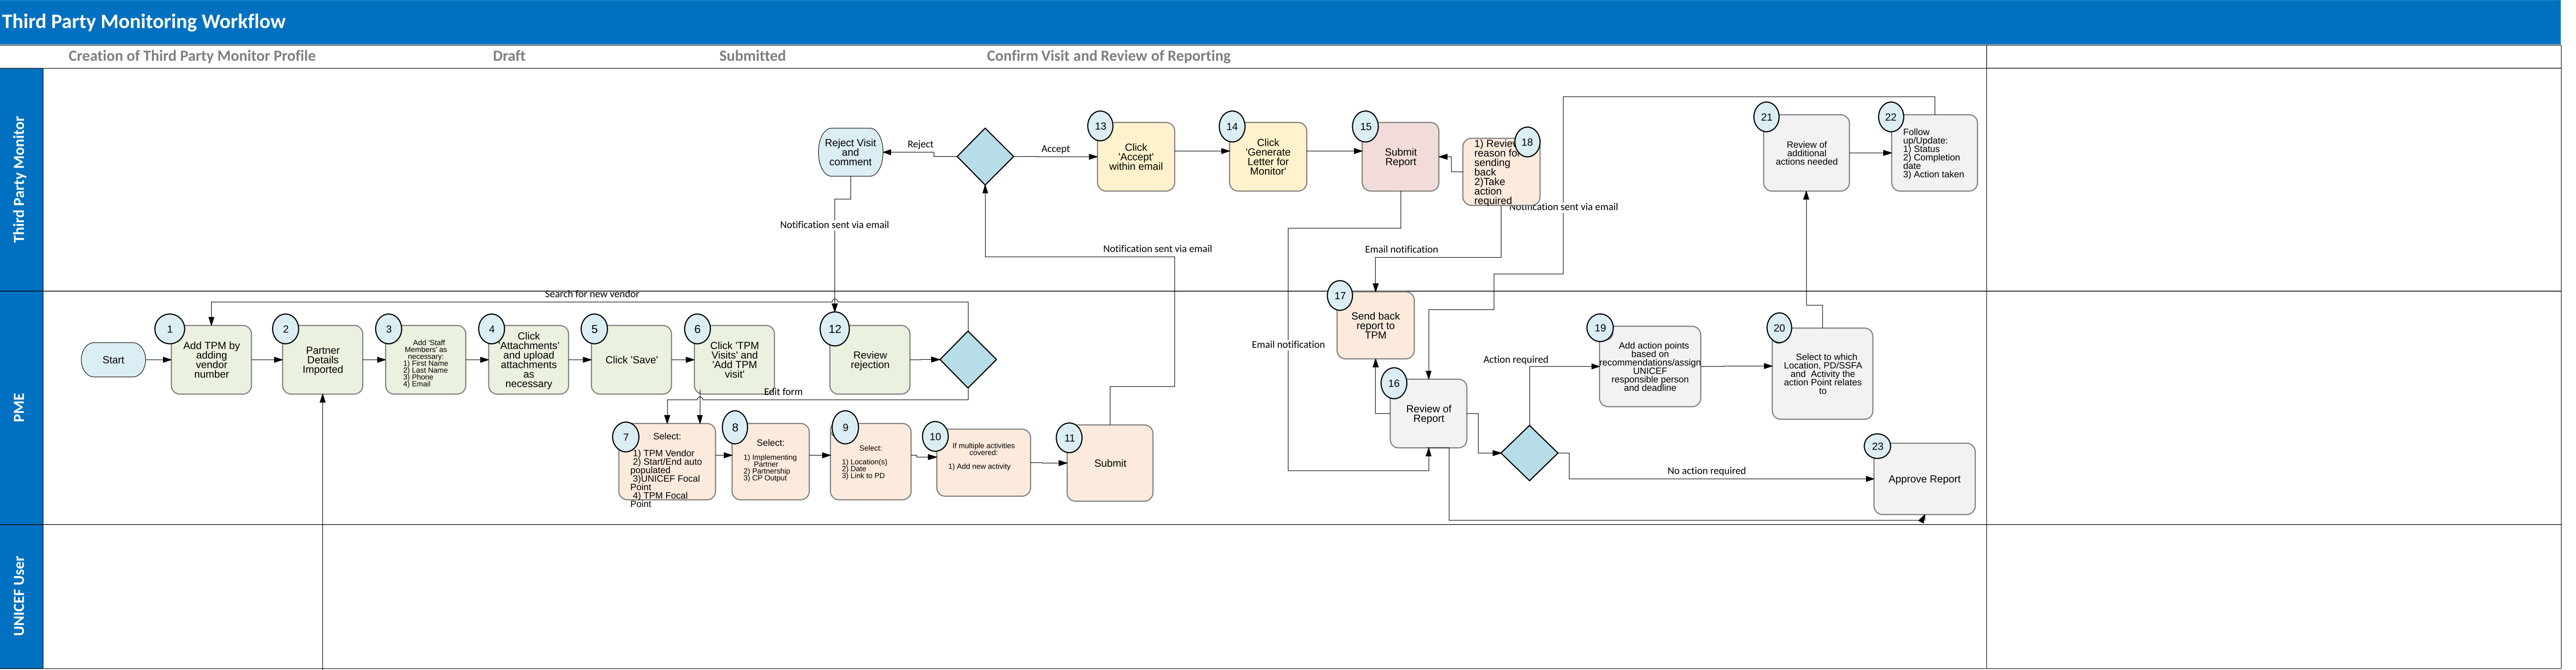 Third Party Monitoring Workflow
Creation of Third Party Monitor Profile
Draft
Submitted
Confirm Visit and Review of Reporting
Third Party Monitor
Reject Visit
and
comment
Reject
Accept
13
Click
'Accept'
within email
14
Click
'Generate
Letter for
Monitor'
15
Submit
Report
18
1) Review
reason for
sending
back
2)Take
action
required
21
Review of
additional
actions needed
22
Follow
up/Update:
1) Status
2) Completion
date
3) Action taken
Notification sent via email
Notification sent via email
Notification sent via email
Email notification
PME
Search for new vendor
Start
1
Add TPM by
adding
vendor
number
2
Partner
Details
Imported
3
Add 'Staff
Members' as
necessary:
1) First Name
2) Last Name
3) Phone
4) Email
4
Click
'Attachments'
and upload
attachments
as
necessary
5
Click 'Save'
6
Click 'TPM
Visits' and
'Add TPM
visit'
12
Review
rejection
Edit form
7
Select:
1) TPM Vendor
2) Start/End auto
populated
3)UNICEF Focal
Point
4) TPM Focal
Point
8
Select:
1) Implementing
Partner
2) Partnership
3) CP Output
9
Select:
1) Location(s)
2) Date
3) Link to PD
10
If multiple activities
covered:
1) Add new activity
11
Submit
Email notification
17
Send back
report to
TPM
16
Review of
Report
Action required
19
Add action points
based on
recommendations/assign
UNICEF
responsible person
and deadline
20
Select to which
Location, PD/SSFA
and Activity the
action Point relates
to
No action required
23
Approve Report
UNICEF User